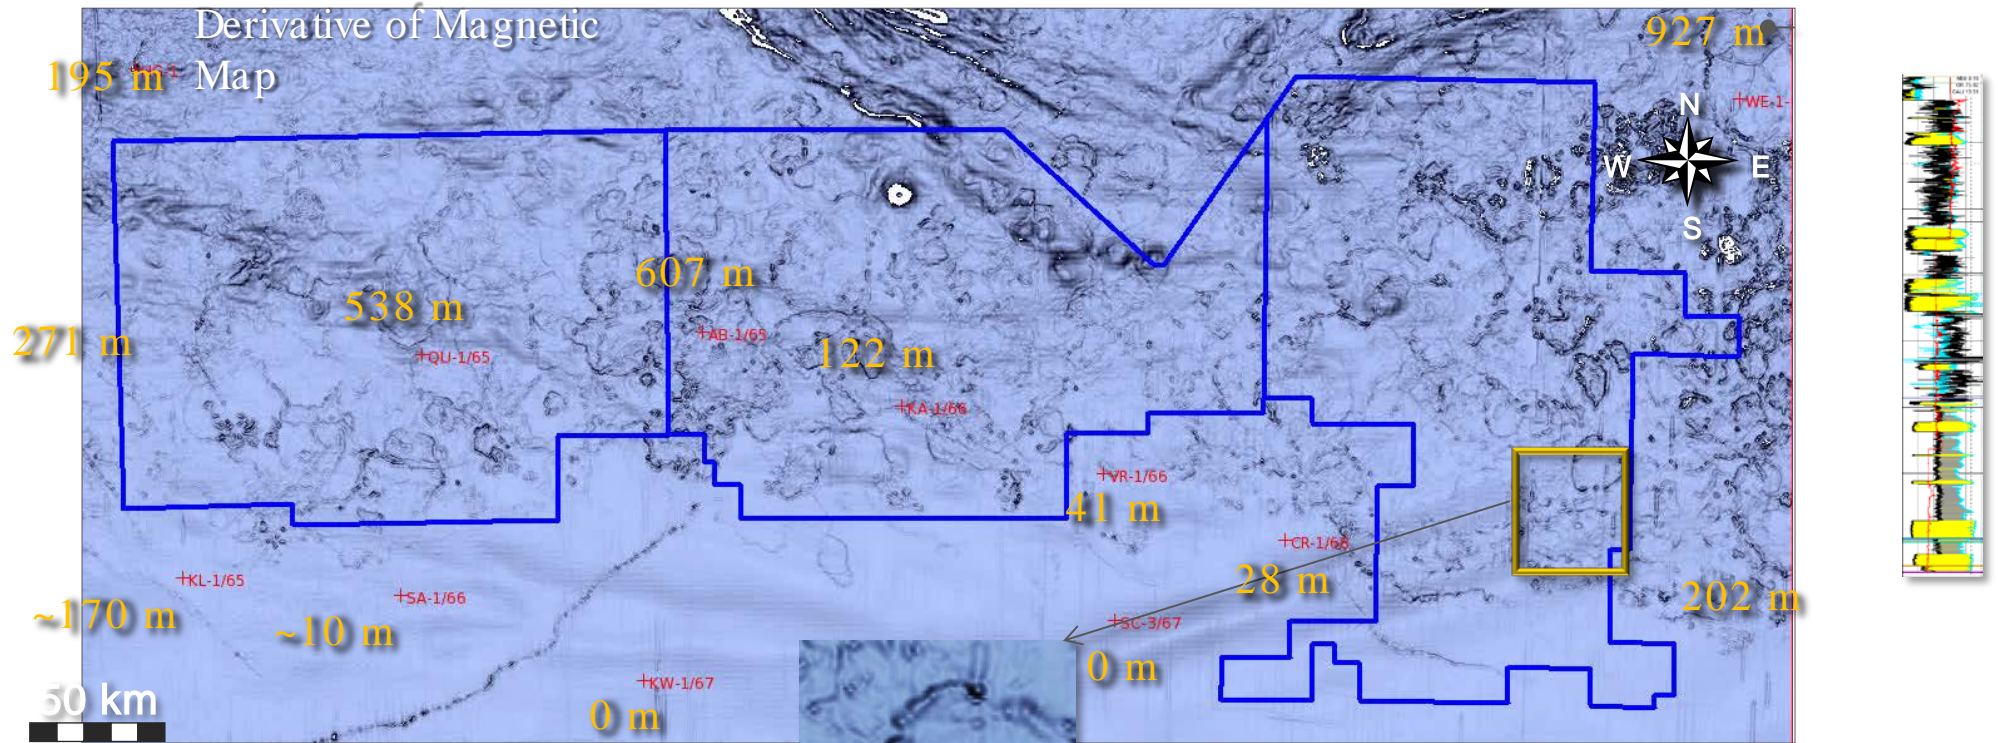 Derivative of Magnetic
Map
927 m
195 m
WE-1-
N
W
E
S
607 m
538 m
271 m
AB-1/65
122 m
QU-1/65
KA-1/66
VR-1/66
41 m
CR-1/68
KL-1/65
28 m
SA-1/66
202 m
~170 m
~10 m
SC-3/67
0 m
KW-1/67
50 km
0 m